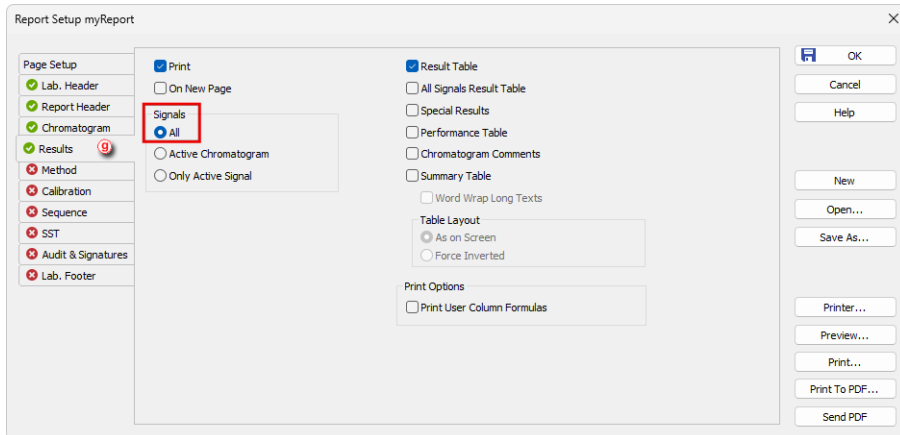 Report Setup myReport
Page Setup
Lab. Header
Report Header
Chromatogram
Results
g
Method
Calibration
Sequence
SST
Audit & Signatures
Lab. Footer
Print
On New Page
Signals
All
Active Chromatogram
Only Active Signal
Result Table
All Signals Result Table
Special Results
Performance Table
Chromatogram Comments
Summary Table
Word Wrap Long Texts
Table Layout
As on Screen
Force Inverted
Print Options
Print User Column Formulas
OK
Cancel
Help
New
Open...
Save As...
Printer...
Preview...
Print...
Print To PDF...
Send PDF